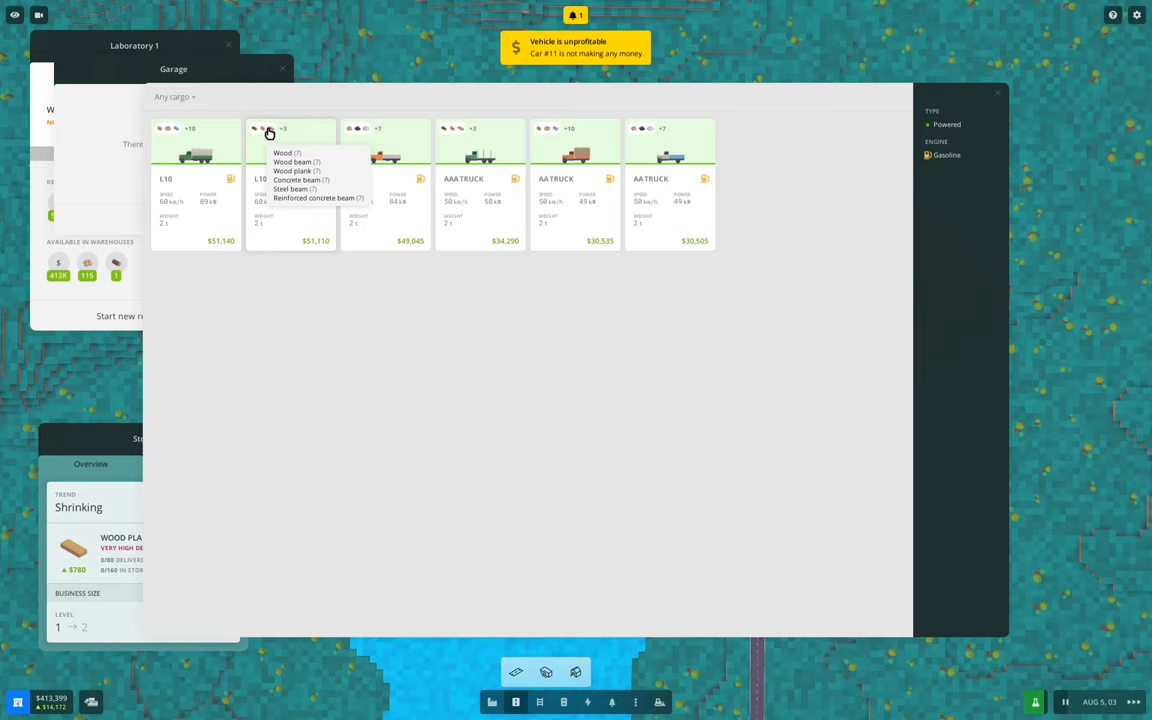 1
$ Vehicle is unprofitable
Car #11 is not making any money.
Laboratory 1
Garage
W
NO
There
RE
AVAILABLE IN WAREHOUSES
$
413K 115 1
Start new re
Any cargo
+10 +3 +7 +3 +10 +7
Wood (7)
Wood beam (7)
Wood plank (7)
Concrete beam (7)
Steel beam (7)
Reinforced concrete beam (7)
L10
SPEED POWER
60 km/h 89 kW
WEIGHT
2 t
$51,140
L10
SPEED
60
WEIGHT
2 t
$51,110
POWER
84 kW
WEIGHT
2 t
$49,045
AAA TRUCK
SPEED POWER
50 km/h 58 kW
WEIGHT
2 t
$34,290
AA TRUCK
SPEED POWER
50 km/h 49 kW
WEIGHT
2 t
$30,535
AA TRUCK
SPEED POWER
50 km/h 49 kW
WEIGHT
2 t
$30,505
TYPE
Powered
ENGINE
Gasoline
Sto
Overview
TREND
Shrinking
WOOD PLA
VERY HIGH DE
0/80 DELIVERE
0/160 IN STOR
▲ $780
BUSINESS SIZE
LEVEL
1 → 2
$413,399
▲ $14,172
AUG 5, 03